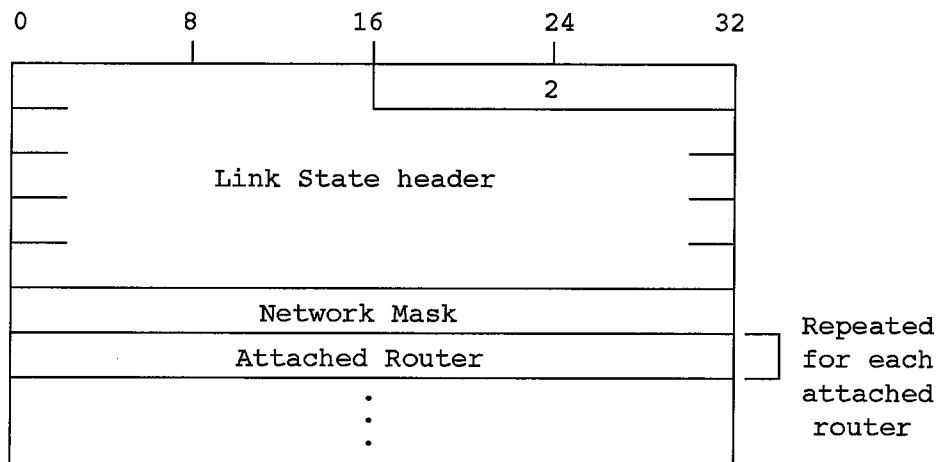 0 8 16 24 32
2
Link State header
Network Mask
Attached Router
Repeated
for each
attached
router